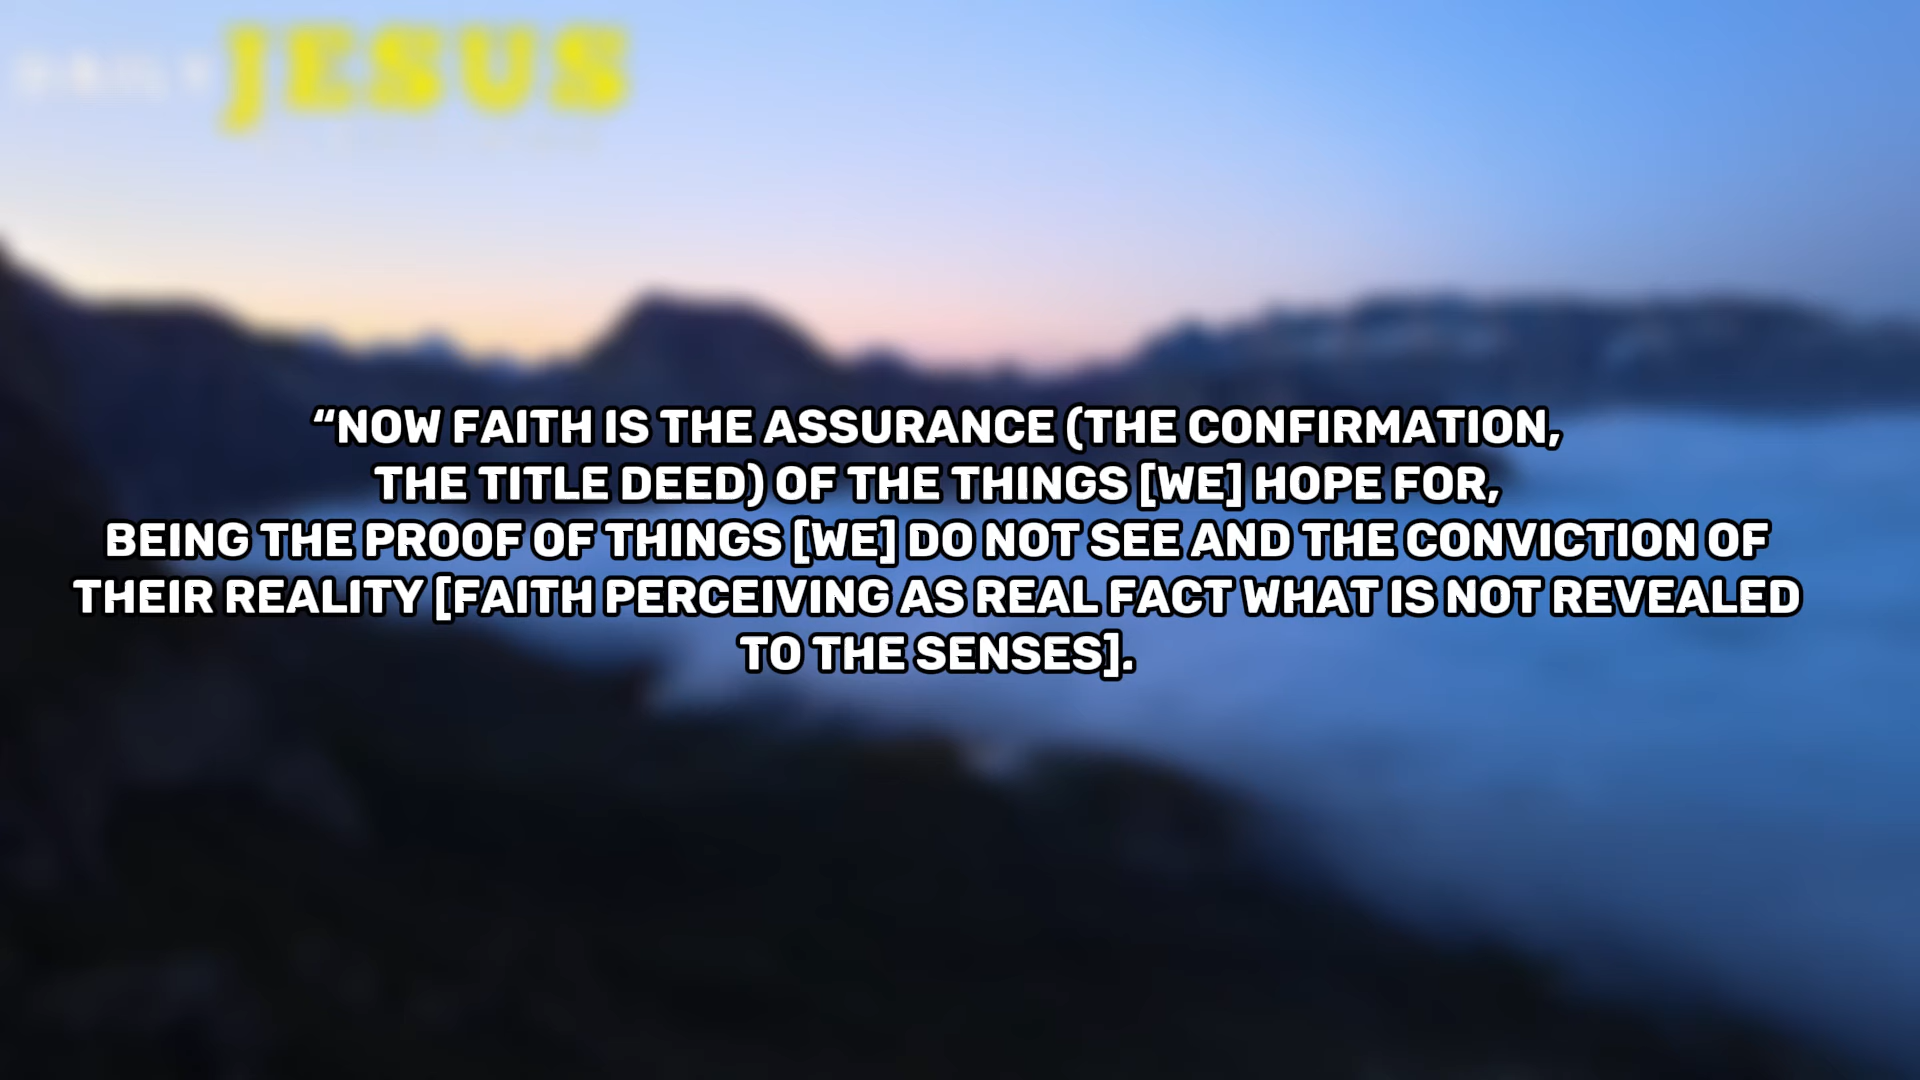 DAILY JESUS
“NOW FAITH IS THE ASSURANCE (THE CONFIRMATION,
THE TITLE DEED) OF THE THINGS [WE] HOPE FOR,
BEING THE PROOF OF THINGS [WE] DO NOT SEE AND THE CONVICTION OF
THEIR REALITY [FAITH PERCEIVING AS REAL FACT WHAT IS NOT REVEALED
TO THE SENSES].